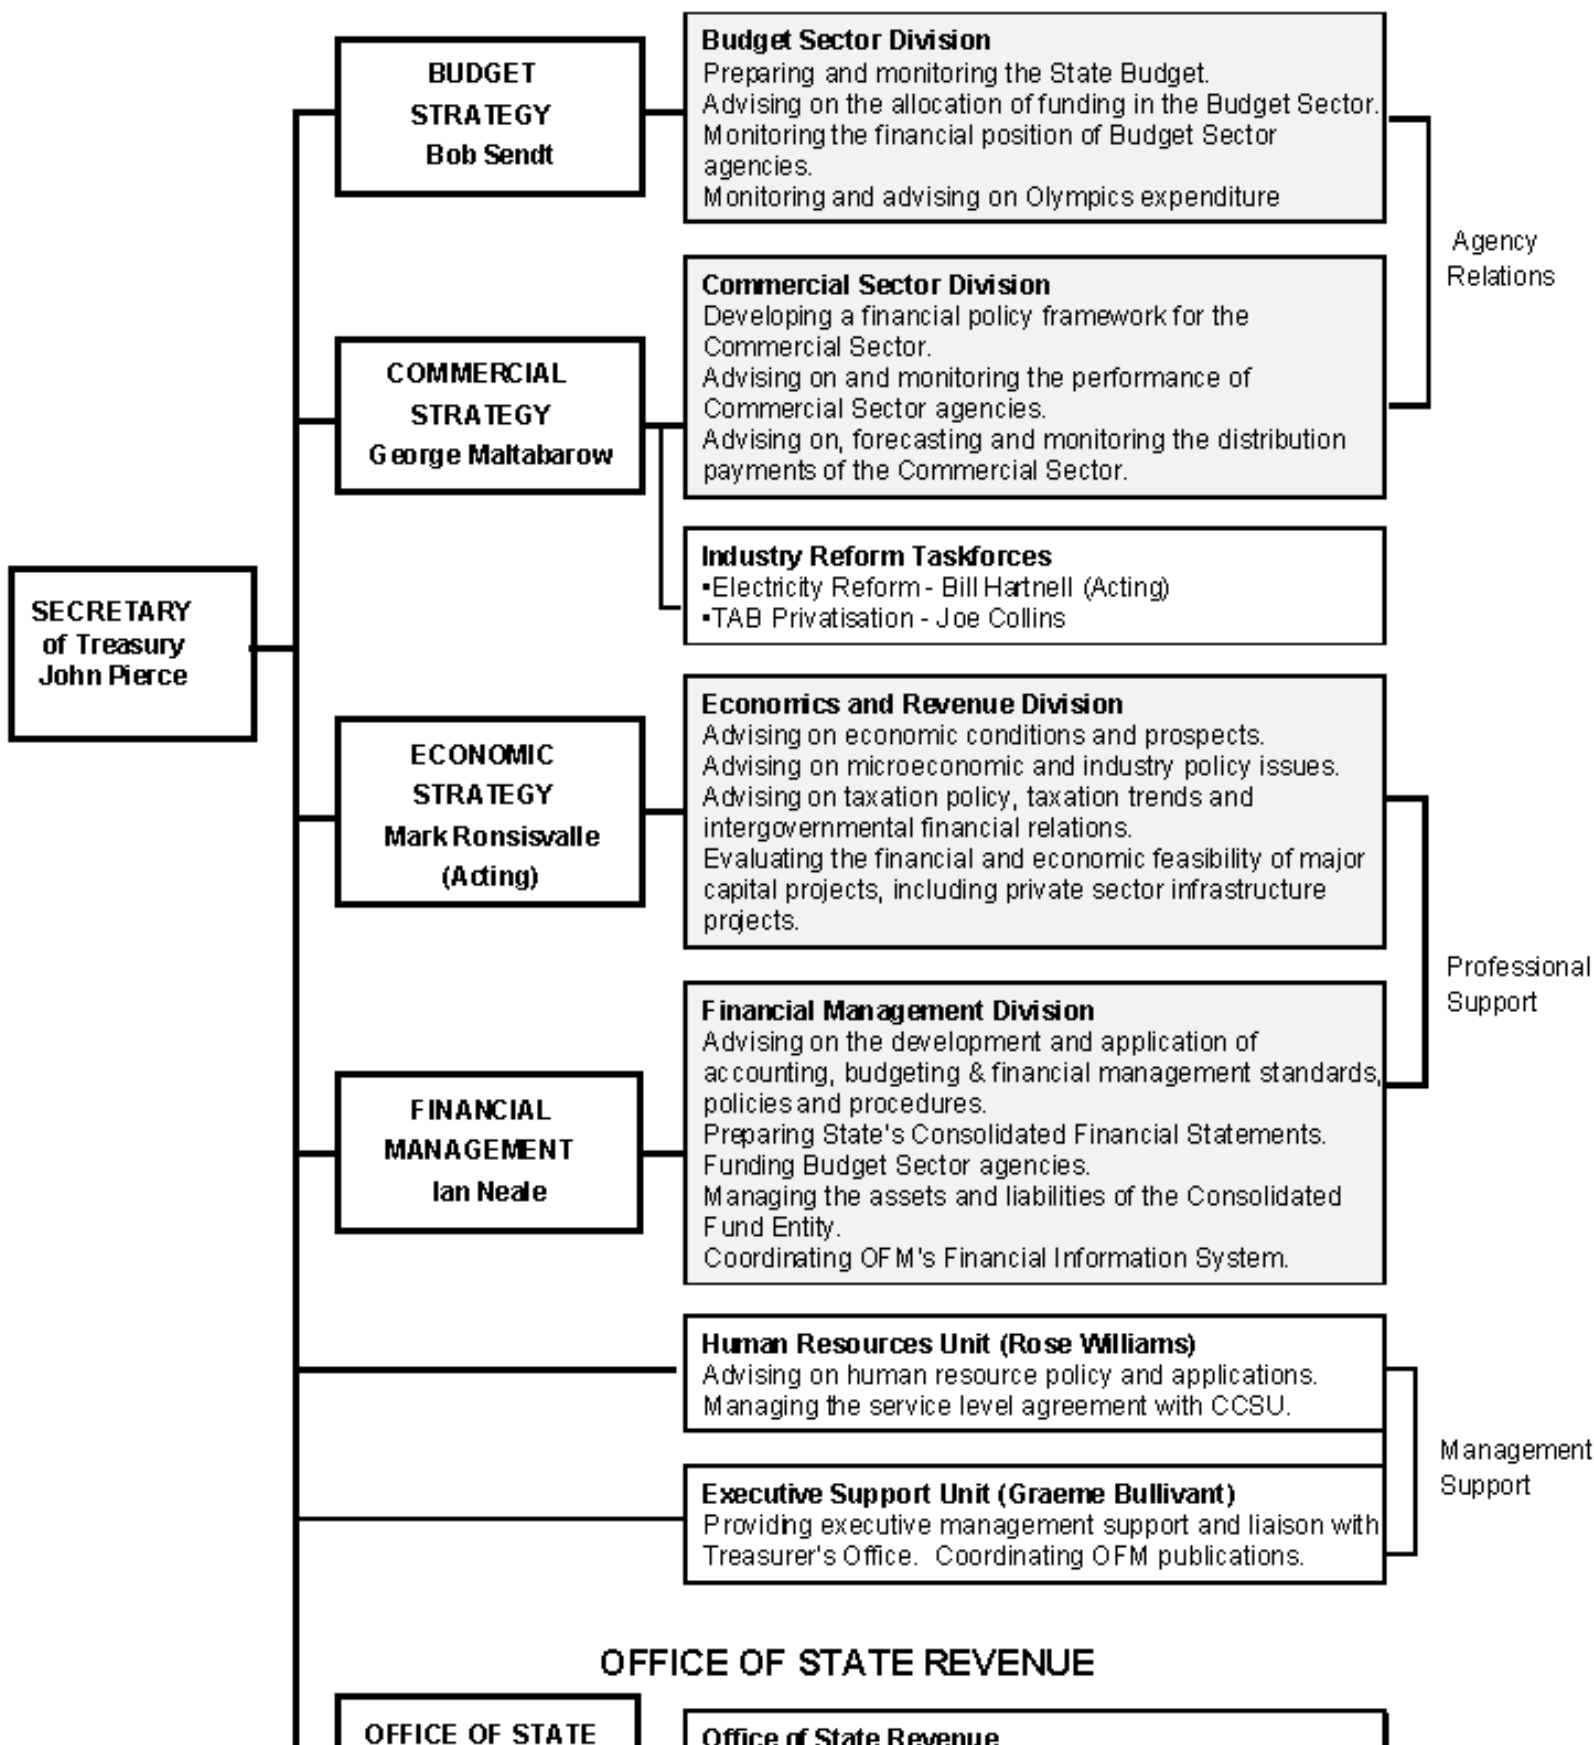 BUDGET
STRATEGY
Bob Sendt
Budget Sector Division
Preparing and monitoring the State Budget.
Advising on the allocation of funding in the Budget Sector.
Monitoring the financial position of Budget Sector
agencies.
Monitoring and advising on Olympics expenditure
Agency
Relations
COMMERCIAL
STRATEGY
George Maltabarow
Commercial Sector Division
Developing a financial policy framework for the
Commercial Sector.
Advising on and monitoring the performance of
Commercial Sector agencies.
Advising on, forecasting and monitoring the distribution
payments of the Commercial Sector.
Industry Reform Taskforces
▪Electricity Reform - Bill Hartnell (Acting)
▪TAB Privatisation - Joe Collins
SECRETARY
of Treasury
John Pierce
ECONOMIC
STRATEGY
Mark Ronsisvalle
(Acting)
Economics and Revenue Division
Advising on economic conditions and prospects.
Advising on microeconomic and industry policy issues.
Advising on taxation policy, taxation trends and
intergovernmental financial relations.
Evaluating the financial and economic feasibility of major
capital projects, including private sector infrastructure
projects.
Professional
Support
FINANCIAL
MANAGEMENT
Ian Neale
Financial Management Division
Advising on the development and application of
accounting, budgeting & financial management standards,
policies and procedures.
Preparing State's Consolidated Financial Statements.
Funding Budget Sector agencies.
Managing the assets and liabilities of the Consolidated
Fund Entity.
Coordinating OFM's Financial Information System.
Human Resources Unit (Rose Williams)
Advising on human resource policy and applications.
Managing the service level agreement with CCSU.
Management
Support
Executive Support Unit (Graeme Bullivant)
Providing executive management support and liaison with
Treasurer's Office. Coordinating OFM publications.
OFFICE OF STATE REVENUE
OFFICE OF STATE
Office of State Revenue